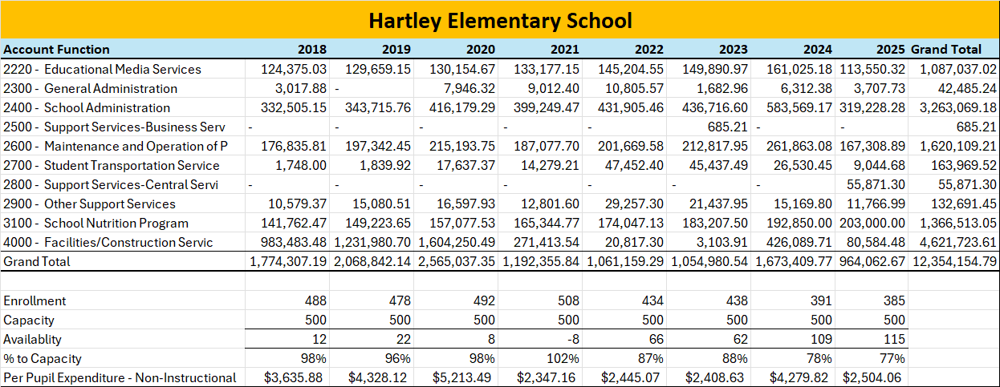 Hartley Elementary School
Account Function 2018 2019 2020 2021 2022 2023 2024 2025 Grand Total
2220 - Educational Media Services 124,375.03 129,659.15 130,154.67 133,177.15 145,204.55 149,890.97 161,025.18 113,550.32 1,087,037.02
2300 - General Administration 3,017.88 - 7,946.32 9,012.40 10,805.57 1,682.96 6,312.38 3,707.73 42,485.24
2400 - School Administration 332,505.15 343,715.76 416,179.29 399,249.47 431,905.46 436,716.60 583,569.17 319,228.28 3,263,069.18
2500 - Support Services-Business Serv - - - - - 685.21 - - 685.21
2600 - Maintenance and Operation of P 176,835.81 197,342.45 215,193.75 187,077.70 201,669.58 212,817.95 261,863.08 167,308.89 1,620,109.21
2700 - Student Transportation Service 1,748.00 1,839.92 17,637.37 14,279.21 47,452.40 45,437.49 26,530.45 9,044.68 163,969.52
2800 - Support Services-Central Servi - - - - - - - 55,871.30 55,871.30
2900 - Other Support Services 10,579.37 15,080.51 16,597.93 12,801.60 29,257.30 21,437.95 15,169.80 11,766.99 132,691.45
3100 - School Nutrition Program 141,762.47 149,223.65 157,077.53 165,344.77 174,047.13 183,207.50 192,850.00 203,000.00 1,366,513.05
4000 - Facilities/Construction Servic 983,483.48 1,231,980.70 1,604,250.49 271,413.54 20,817.30 3,103.91 426,089.71 80,584.48 4,621,723.61
Grand Total 1,774,307.19 2,068,842.14 2,565,037.35 1,192,355.84 1,061,159.29 1,054,980.54 1,673,409.77 964,062.67 12,354,154.79
Enrollment 488 478 492 508 434 438 391 385
Capacity 500 500 500 500 500 500 500 500
Availablity 12 22 8 -8 66 62 109 115
% to Capacity 98% 96% 98% 102% 87% 88% 78% 77%
Per Pupil Expenditure - Non-Instructional $3,635.88 $4,328.12 $5,213.49 $2,347.16 $2,445.07 $2,408.63 $4,279.82 $2,504.06